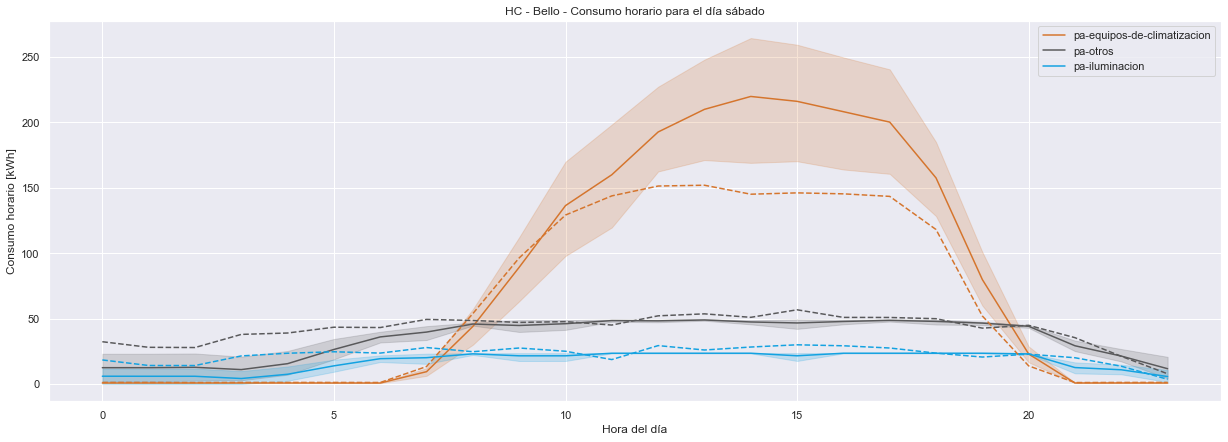 HC - Bello - Consumo horario para el día sábado
pa-equipos-de-climatizacion
pa-otros
pa-iluminacion
Consumo horario [kWh]
250
200
150
100
50
0
0 5 10 15 20
Hora del día